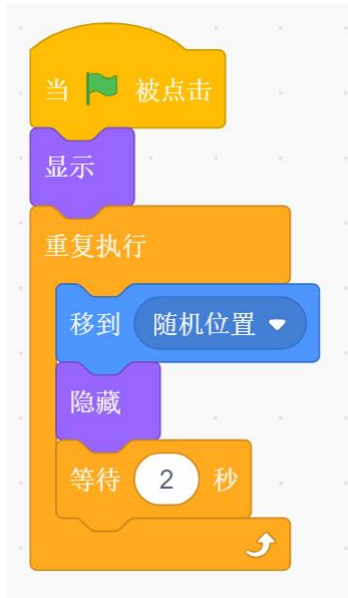 当 被点击
显示
重复执行
移到 随机位置
隐藏
等待 2 秒